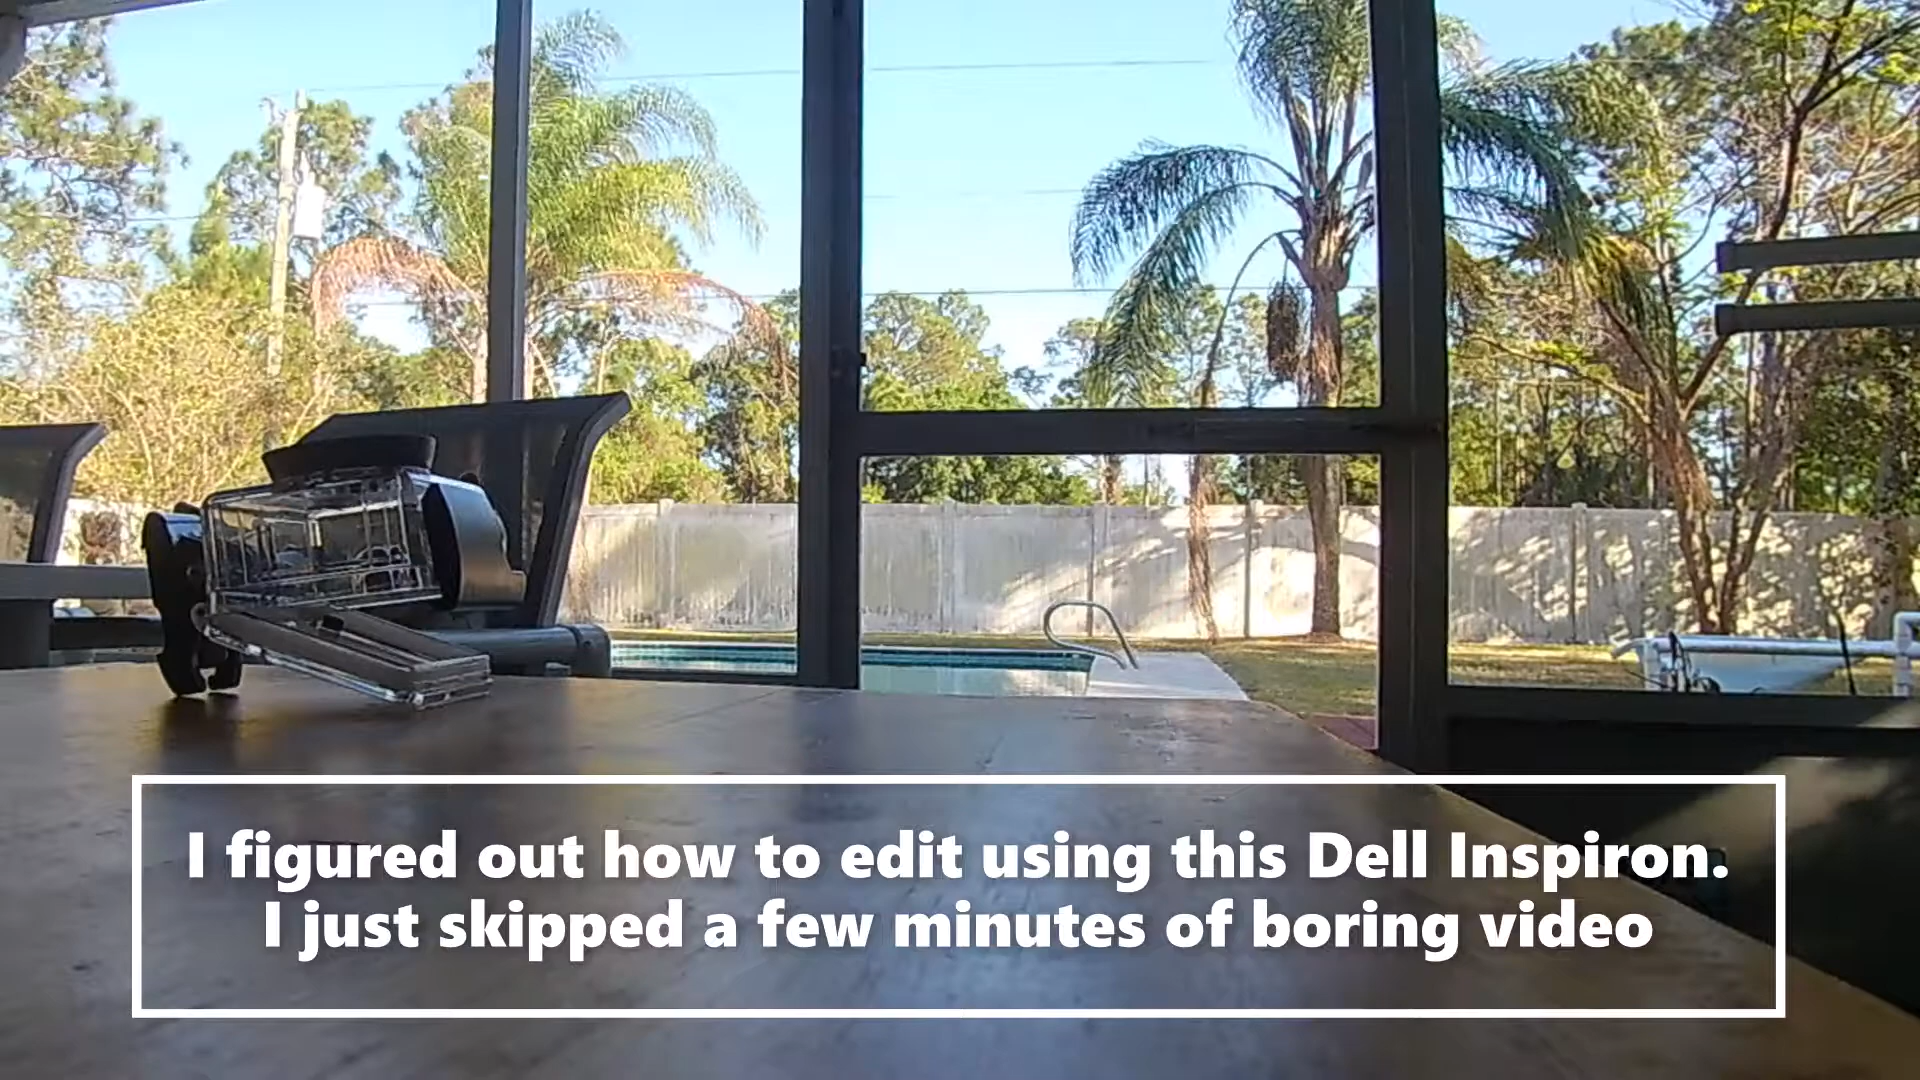 I figured out how to edit using this Dell Inspiron.
I just skipped a few minutes of boring video